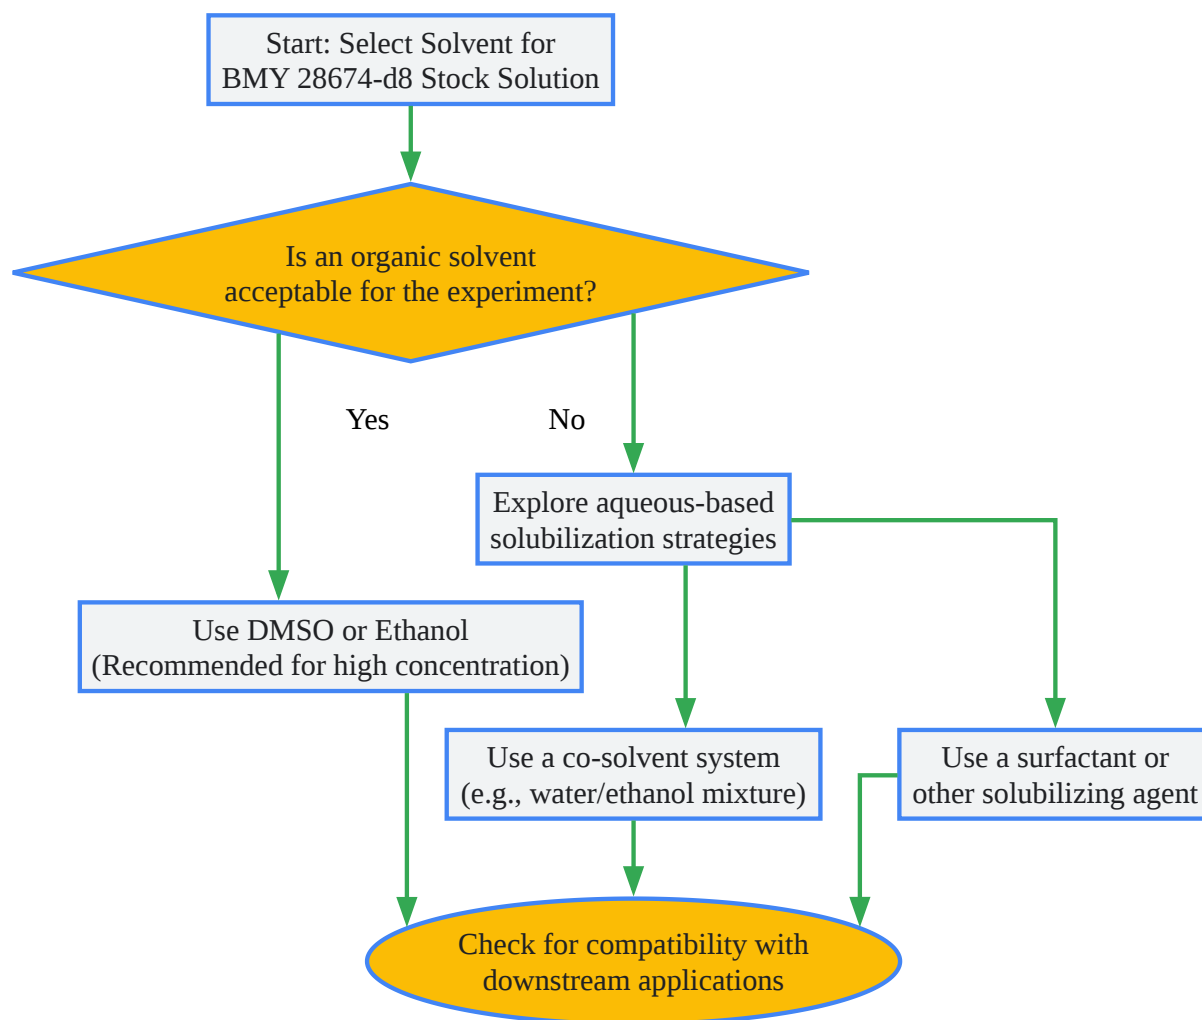 Start: Select Solvent for
BMY 28674-d8 Stock Solution
Is an organic solvent
acceptable for the experiment?
Yes
No
Explore aqueous-based
solubilization strategies
Use DMSO or Ethanol
(Recommended for high concentration)
Use a co-solvent system
(e.g., water/ethanol mixture)
Use a surfactant or
other solubilizing agent
Check for compatibility with
downstream applications